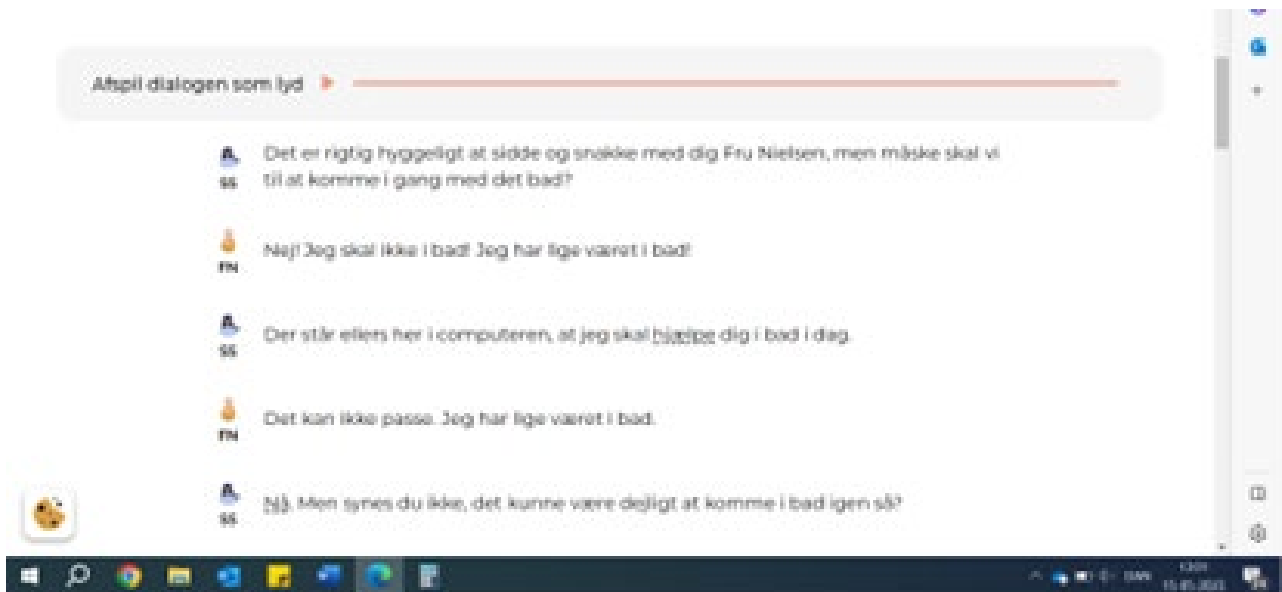 Afspil dialogen som lyd
Det er rigtig hyggeligt at sidde og snakke med dig Fru Nielsen, men måske skal vi
SS til at komme i gang med det bad?
Nej! Jeg skal ikke i bad! Jeg har lige været i bad!
FN
Der står ellers her i computeren, at jeg skal hjælpe dig i bad i dag.
SS
Det kan ikke passe. Jeg har lige været i bad.
FN
Nå. Men synes du ikke, det kunne være dejligt at komme i bad igen så?
SS
DAN